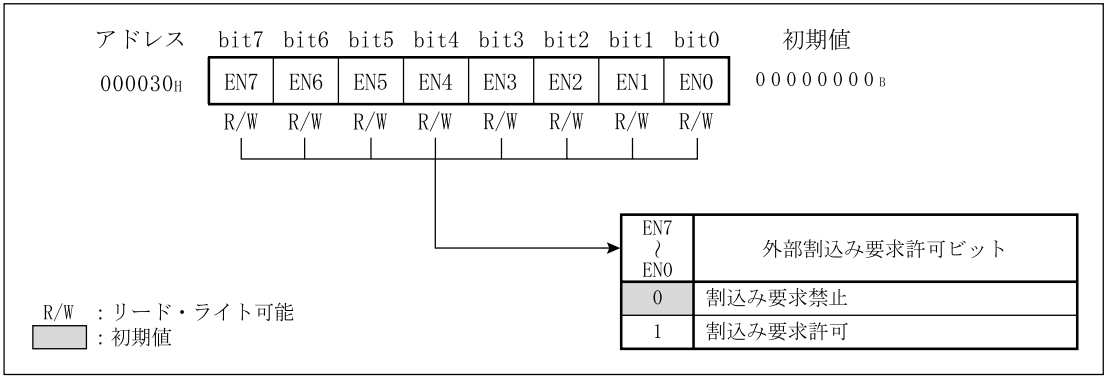 アドレス bit7 bit6 bit5 bit4 bit3 bit2 bit1 bit0 初期値
000030H EN7 EN6 EN5 EN4 EN3 EN2 EN1 EN0 00000000B
R/W R/W R/W R/W R/W R/W R/W R/W
EN7
~
EN0
外部割込み要求許可ビット
0 割込み要求禁止
1 割込み要求許可
R/W :リード・ライト可能
:初期値